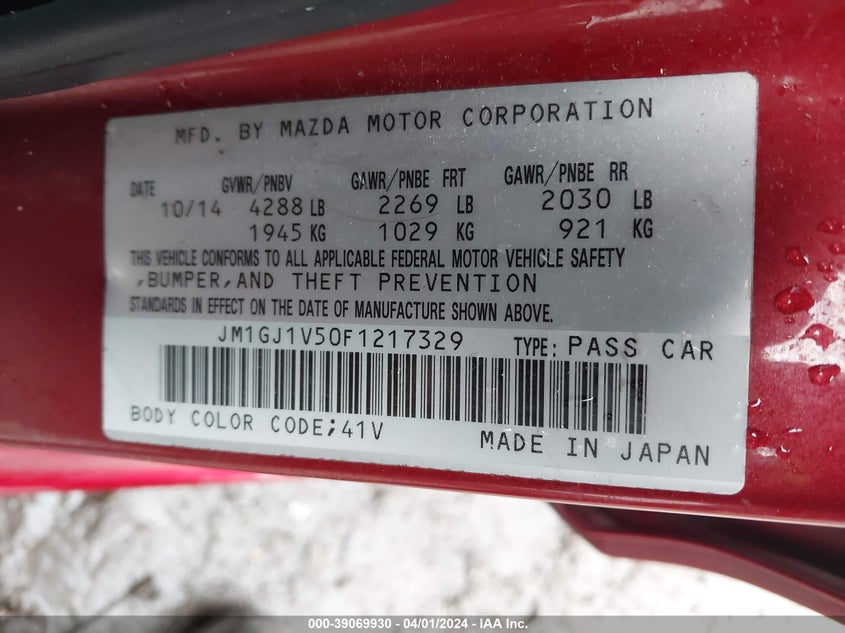 MFD. BY MAZDA MOTOR CORPORATION
DATE GVWR/PNBV GAWR/PNBE FRT GAWR/PNBE RR
10/14 4288 LB 2269 LB 2030 LB
1945 KG 1029 KG 921 KG
THIS VEHICLE CONFORMS TO ALL APPLICABLE FEDERAL MOTOR VEHICLE SAFETY
,BUMPER,AND THEFT PREVENTION
STANDARDS IN EFFECT ON THE DATE OF MANUFACTURE SHOWN ABOVE.
JM1GJ1V50F1217329 TYPE: PASS CAR
BODY COLOR CODE;41V
MADE IN JAPAN
000-39069930 - 04/01/2024 - IAA Inc.